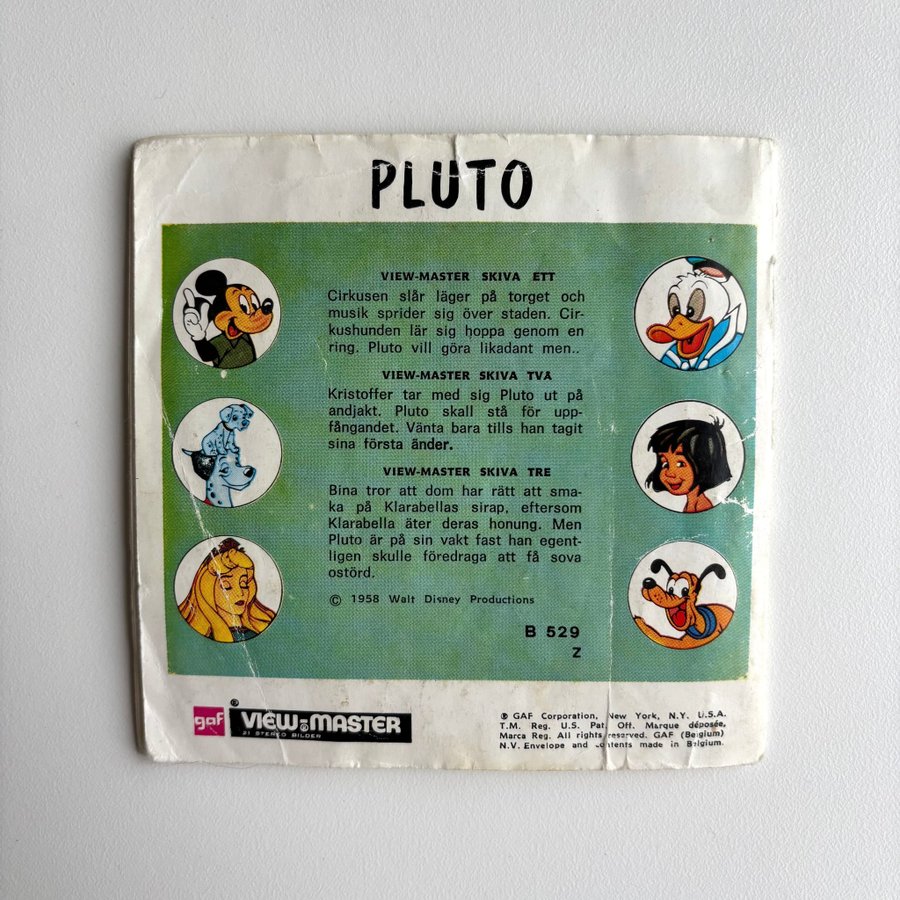 PLUTO
VIEW-MASTER SKIVA ETT
Cirkusen slår läger på torget och
musik sprider sig över staden. Cir-
kushunden lär sig hoppa genom en
ring. Pluto vill göra likadant men..
VIEW-MASTER SKIVA TVA
Kristoffer tar med sig Pluto ut på
andjakt. Pluto skall stå för upp-
fångandet. Vänta bara tills han tagit
sina första änder.
VIEW-MASTER SKIVA TRE
Bina tror att dom har rätt att sma-
ka på Klarabellas sirap, eftersom
Klarabella äter deras honung. Men
Pluto är på sin vakt fast han egent-
ligen skulle föredraga att få sova
ostörd.
© 1958 Walt Disney Productions
B 529
Z
gaf ® VIEW-MASTER
21 STEREO BILDER
® GAF Corporation, New York, N.Y. U.S.A.
T.M. Reg. U.S. Pat. Off. Marque déposée,
Marca Reg. All rights reserved. GAF (Belgium)
N.V. Envelope and contents made in Belgium.